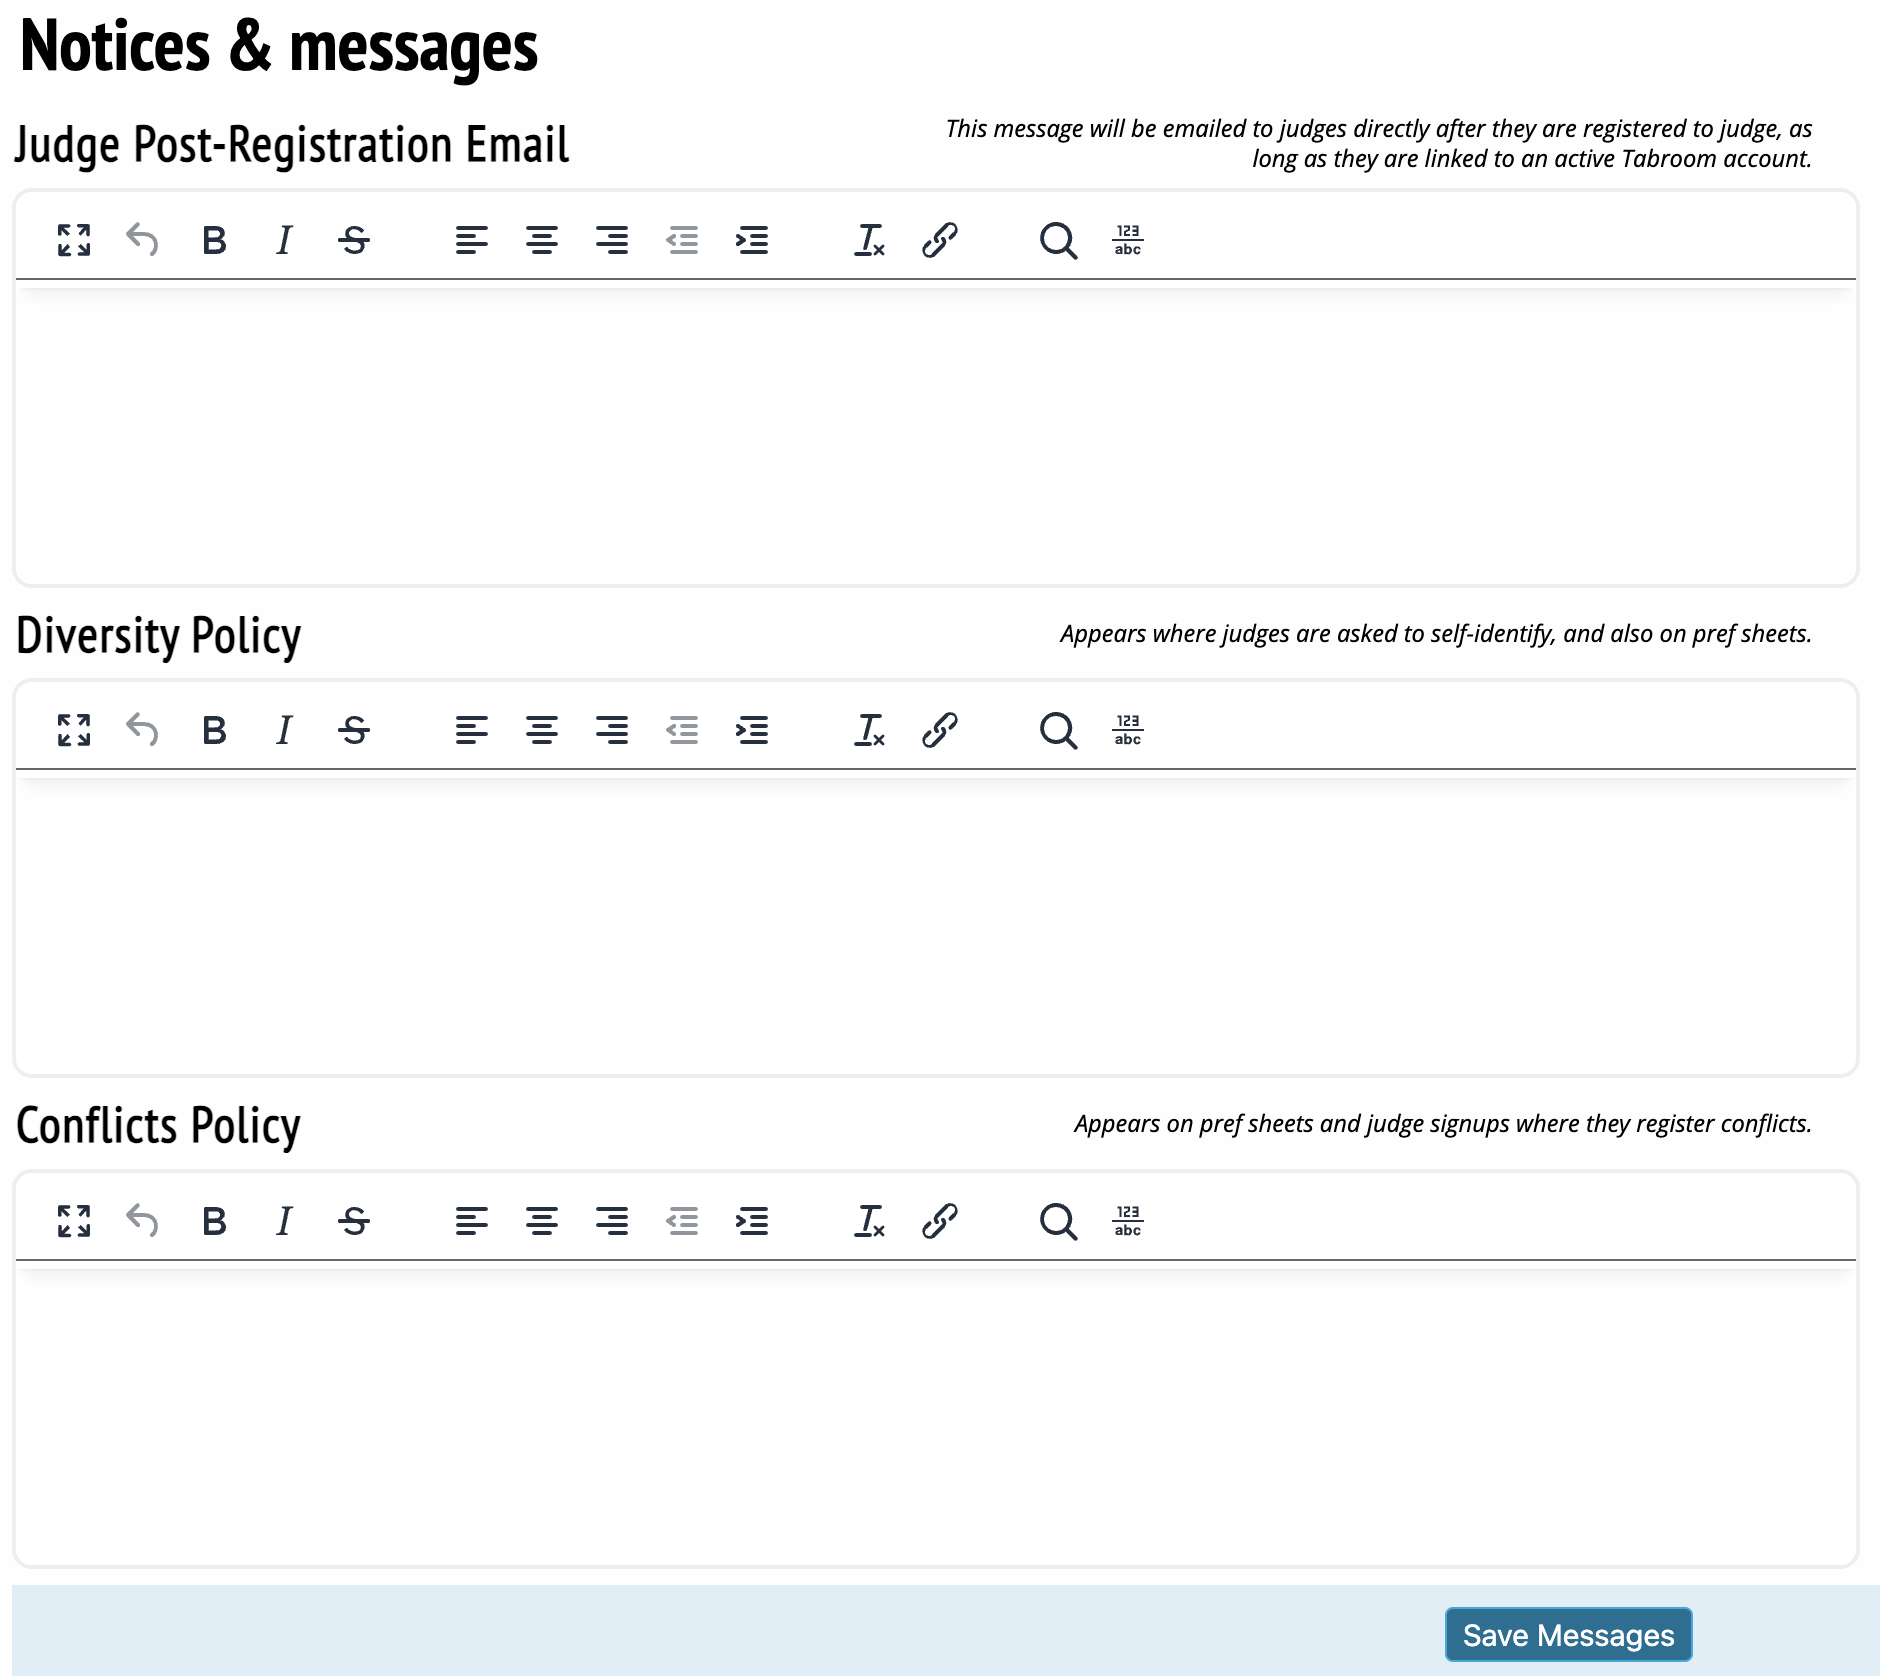 Notices & messages
Judge Post-Registration Email
This message will be emailed to judges directly after they are registered to judge, as
long as they are linked to an active Tabroom account.
B I S 123
abc
Diversity Policy
Appears where judges are asked to self-identify, and also on pref sheets.
B I S 123
abc
Conflicts Policy
Appears on pref sheets and judge signups where they register conflicts.
B I S 123
abc
Save Messages